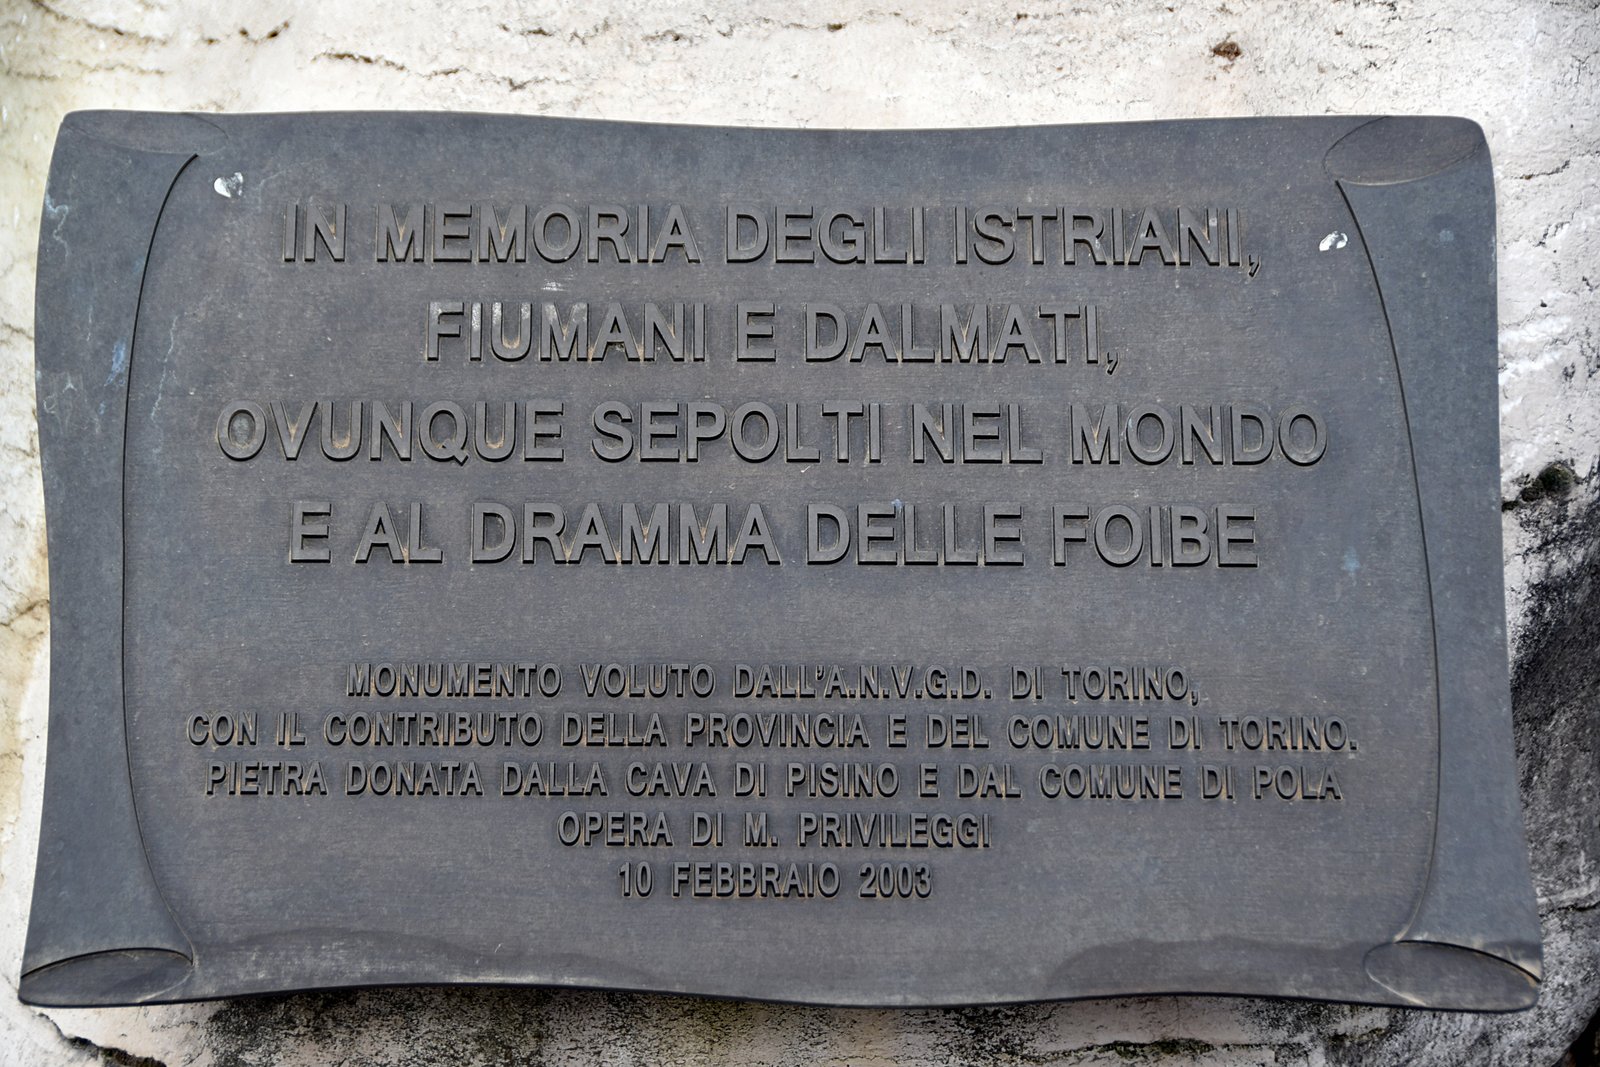 IN MEMORIA DEGLI ISTRIANI,
FIUMANI E DALMATI,
OVUNQUE SEPOLTI NEL MONDO
E AL DRAMMA DELLE FOIBE
MONUMENTO VOLUTO DALL'A.N.V.G.D. DI TORINO,
CON IL CONTRIBUTO DELLA PROVINCIA E DEL COMUNE DI TORINO.
PIETRA DONATA DALLA CAVA DI PISINO E DAL COMUNE DI POLA
OPERA DI M. PRIVILEGGI
10 FEBBRAIO 2003